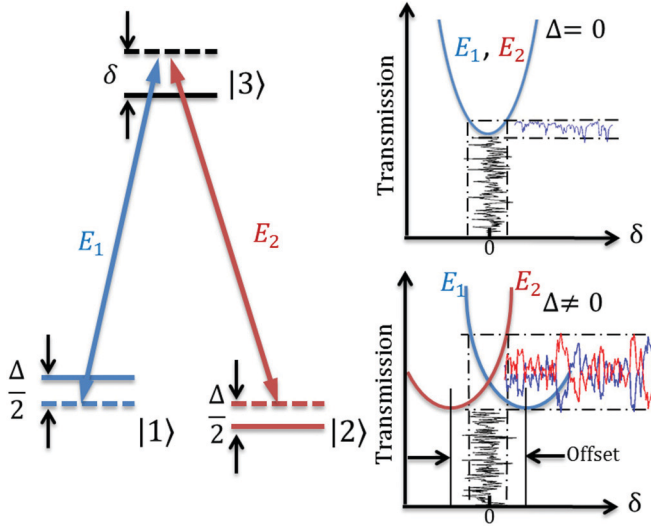 δ
|3⟩
E₁
E₂
Δ/2
|1⟩
Δ/2
|2⟩
Transmission
E₁, E₂
Δ= 0
0
δ
Transmission
E₁
E₂
Δ≠ 0
Offset
0
δ